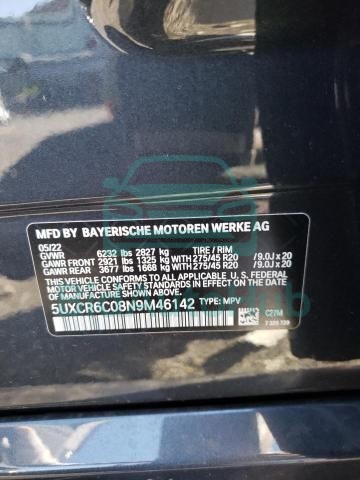 MFD BY BAYERISCHE MOTOREN WERKE AG
05/22 TIRE / RIM
GVWR 6232 lbs 2827 kg
GAWR FRONT 2921 lbs 1325 kg WITH 275/45 R20 / 9.0J x 20
GAWR REAR 3677 lbs 1668 kg WITH 275/45 R20 / 9.0J x 20
THIS VEHICLE CONFORMS TO ALL APPLICABLE
FEDERAL MOTOR VEHICLE SAFETY STANDARDS
IN EFFECT ON THE DATE OF MANUFACTURE
SHOWN ABOVE.
5UXCR6C08N9M46142 TYPE: MPV
C27M